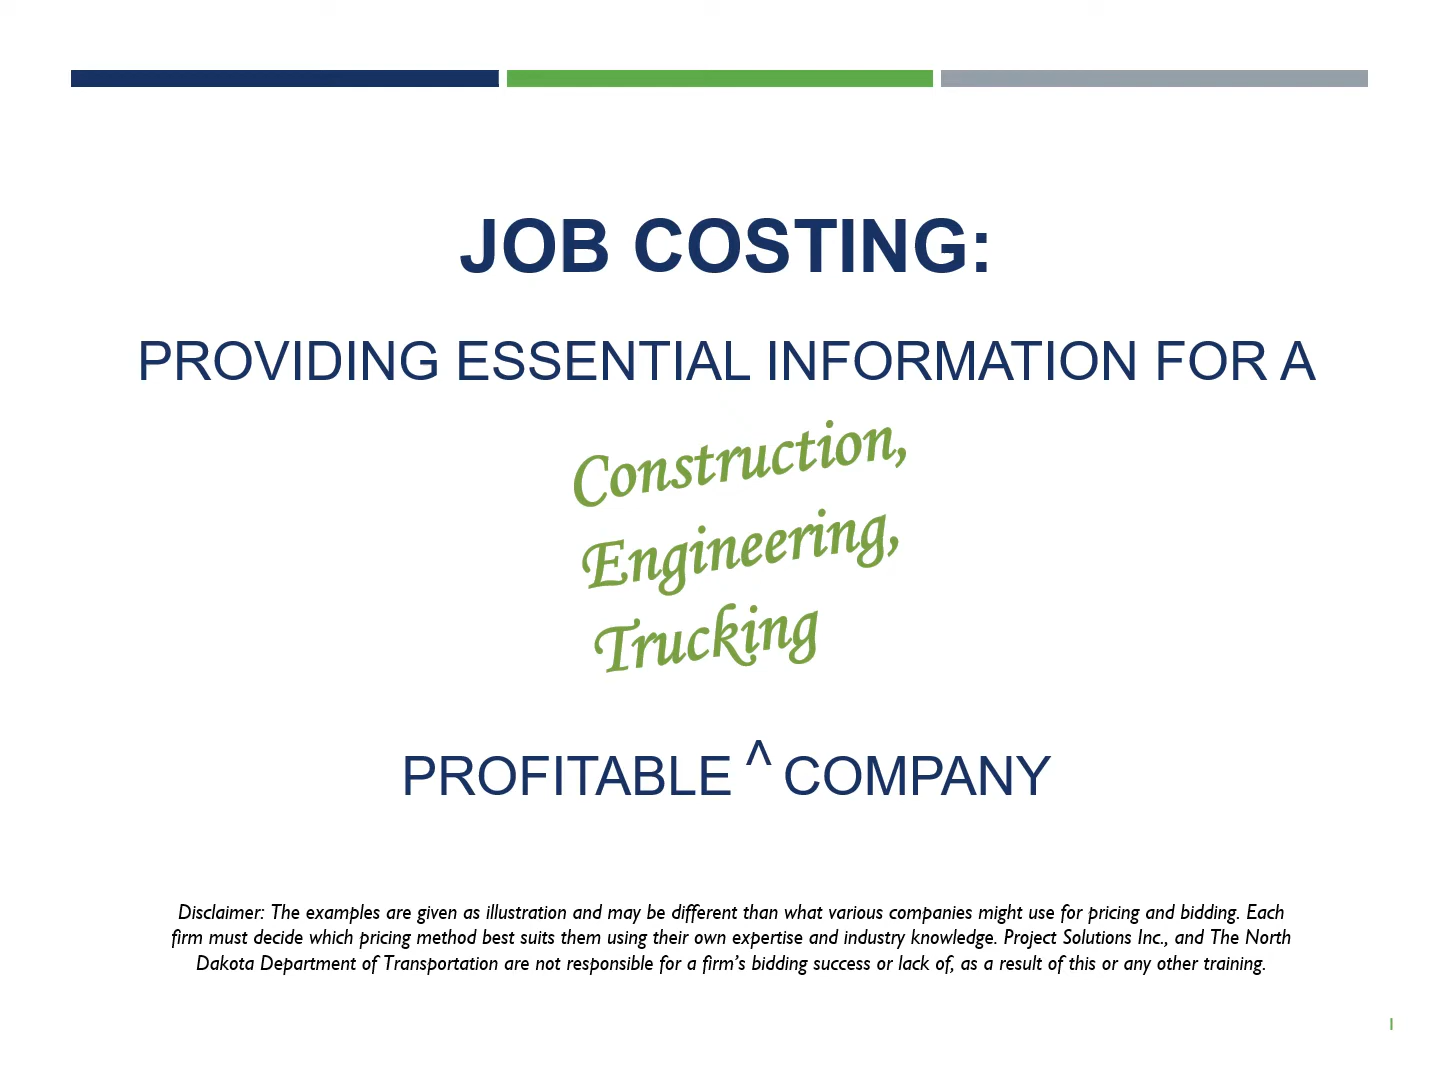 JOB COSTING:
PROVIDING ESSENTIAL INFORMATION FOR A
Construction,
Engineering,
Trucking
PROFITABLE ^ COMPANY
Disclaimer: The examples are given as illustration and may be different than what various companies might use for pricing and bidding. Each
firm must decide which pricing method best suits them using their own expertise and industry knowledge. Project Solutions Inc., and The North
Dakota Department of Transportation are not responsible for a firm's bidding success or lack of, as a result of this or any other training.
1